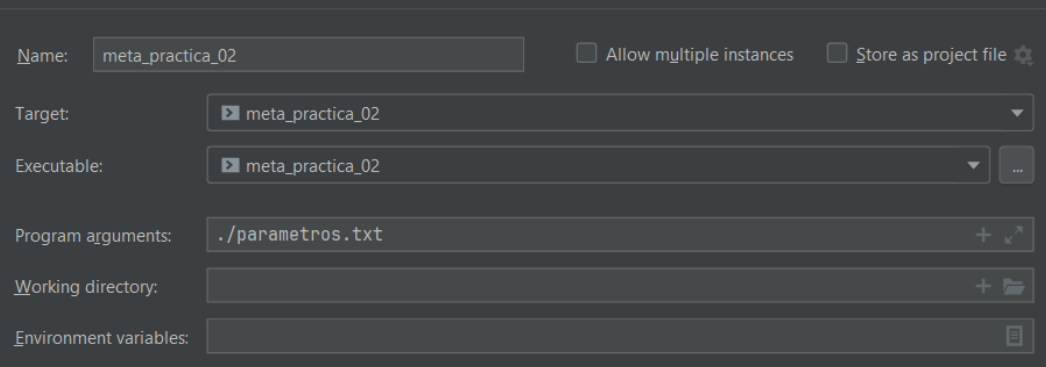 Name: meta_practica_02 Allow multiple instances Store as project file
Target: meta_practica_02
Executable: meta_practica_02 ...
Program arguments: ./parametros.txt
Working directory:
Environment variables: